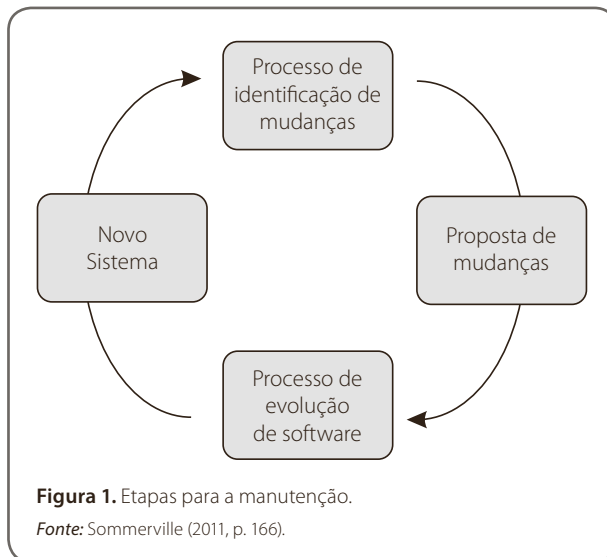 Processo de
identificação de
mudanças
Novo
Sistema
Proposta de
mudanças
Processo de
evolução
de software
Figura 1. Etapas para a manutenção.
Fonte: Sommerville (2011, p. 166).